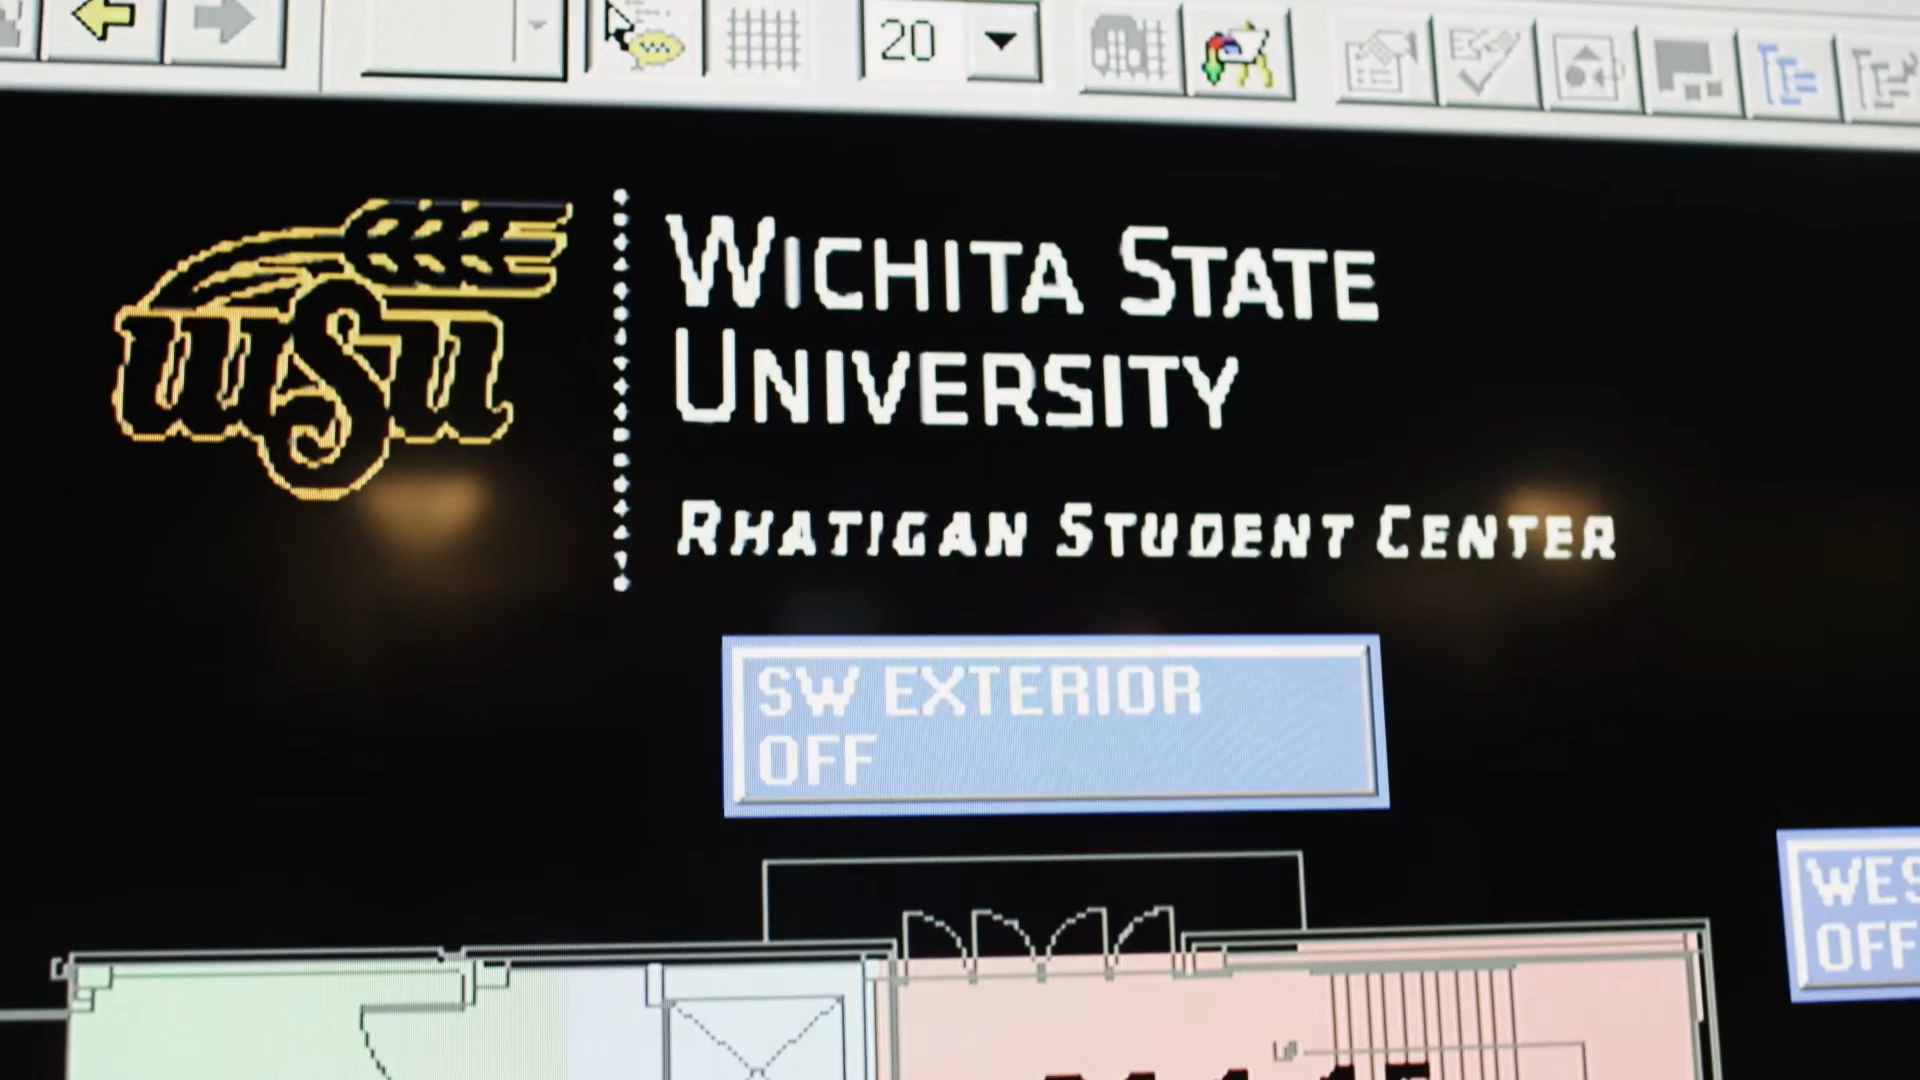 20
WSU
WICHITA STATE
UNIVERSITY
RHATIGAN STUDENT CENTER
SW EXTERIOR
OFF
OFF